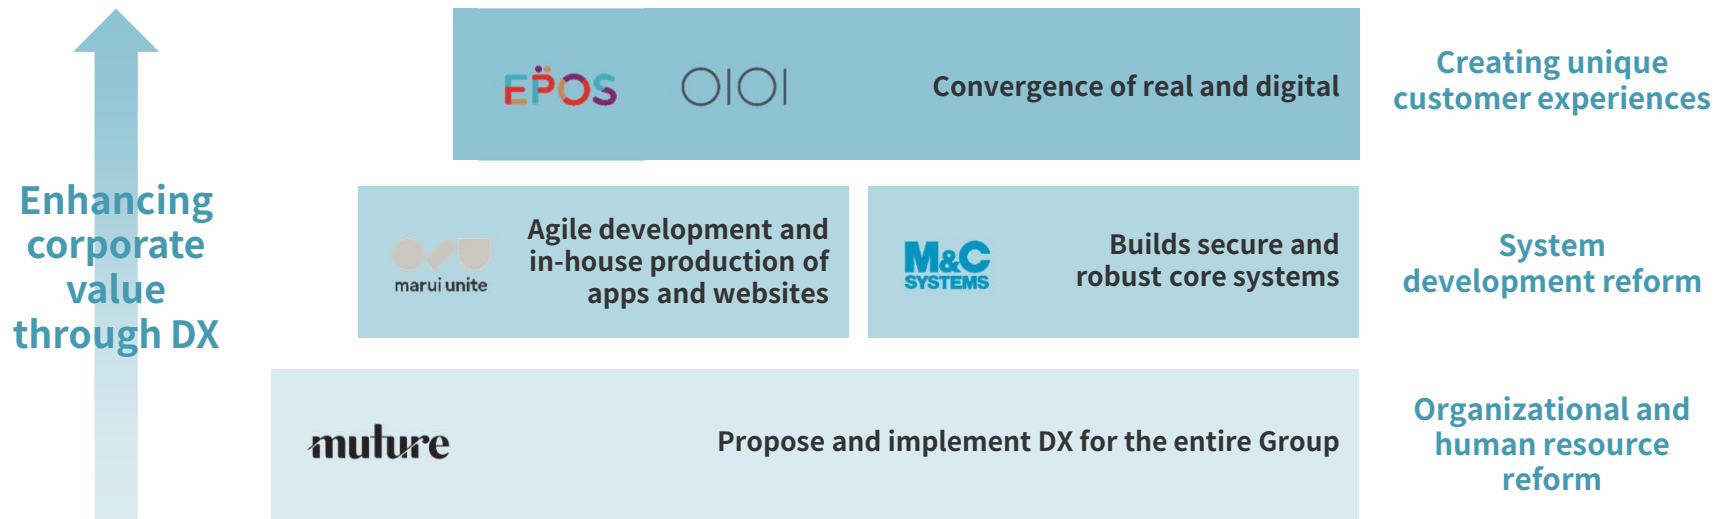 EPOS
OIOI
Convergence of real and digital
Creating unique
customer experiences
Enhancing
corporate
value
through DX
marui unite
Agile development and
in-house production of
apps and websites
M&C
SYSTEMS
Builds secure and
robust core systems
System
development reform
muture
Propose and implement DX for the entire Group
Organizational and
human resource
reform